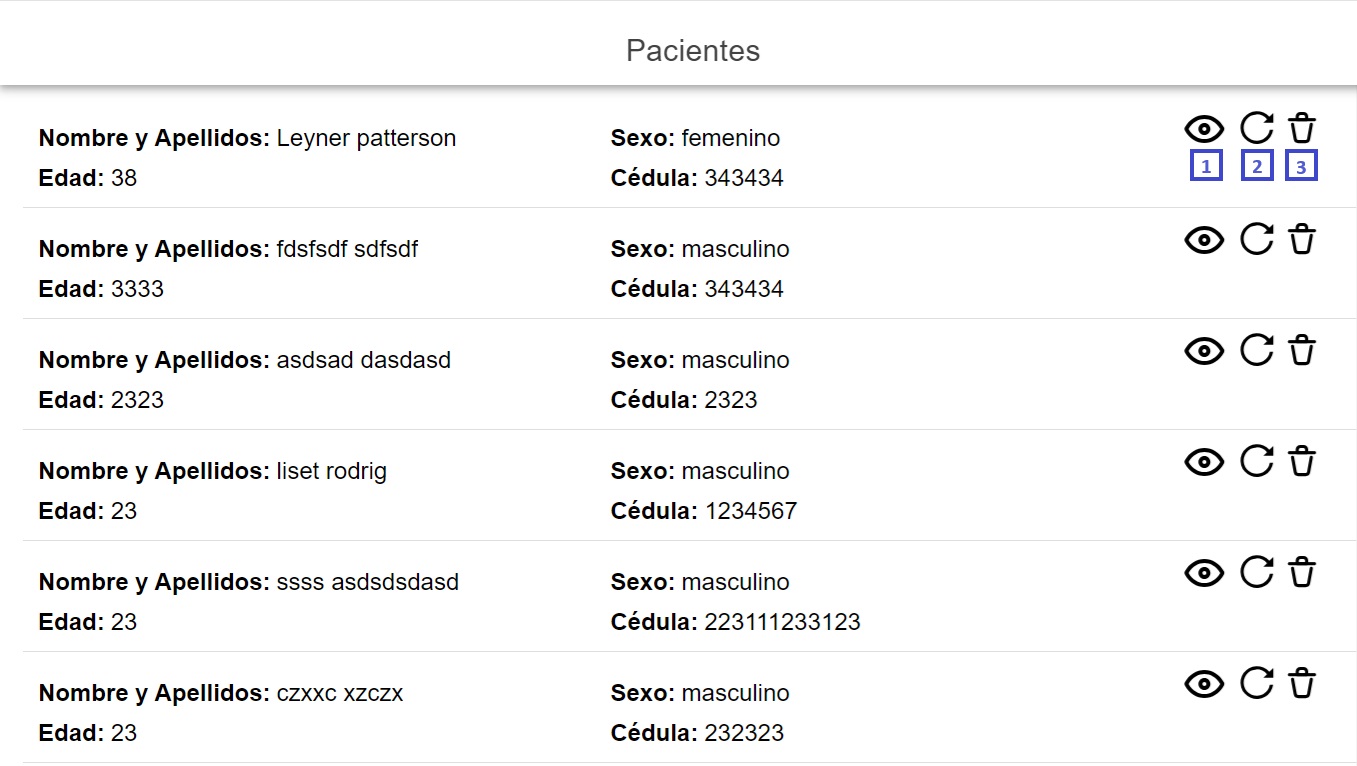 Pacientes
Nombre y Apellidos: Leyner patterson Sexo: femenino
1 2 3
Edad: 38 Cédula: 343434
Nombre y Apellidos: fdsfsdf sdfsdf Sexo: masculino
Edad: 3333 Cédula: 343434
Nombre y Apellidos: asdsad dasdasd Sexo: masculino
Edad: 2323 Cédula: 2323
Nombre y Apellidos: liset rodrig Sexo: masculino
Edad: 23 Cédula: 1234567
Nombre y Apellidos: ssss asdsdsdasd Sexo: masculino
Edad: 23 Cédula: 223111233123
Nombre y Apellidos: czxxc xzczx Sexo: masculino
Edad: 23 Cédula: 232323